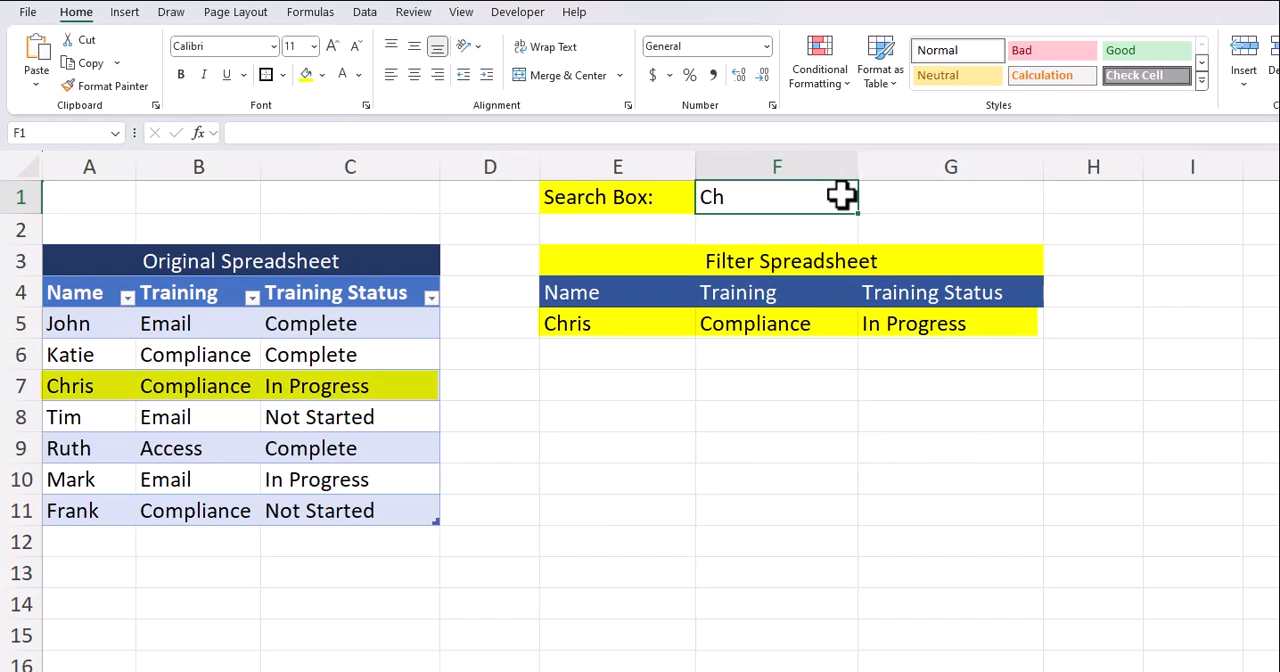 File Home Insert Draw Page Layout Formulas Data Review View Developer Help
Paste
Cut
Copy
Format Painter
Clipboard
Calibri 11
B I U
Font
Wrap Text
Merge & Center
Alignment
General
$ % ,
Number
Conditional Formatting
Format as Table
Normal Bad Good
Neutral Calculation Check Cell
Styles
Insert
F1 fx
A B C D E F G H I
1 Search Box: Ch
2
3 Original Spreadsheet Filter Spreadsheet
4 Name Training Training Status Name Training Training Status
5 John Email Complete Chris Compliance In Progress
6 Katie Compliance Complete
7 Chris Compliance In Progress
8 Tim Email Not Started
9 Ruth Access Complete
10 Mark Email In Progress
11 Frank Compliance Not Started
12
13
14
15
16